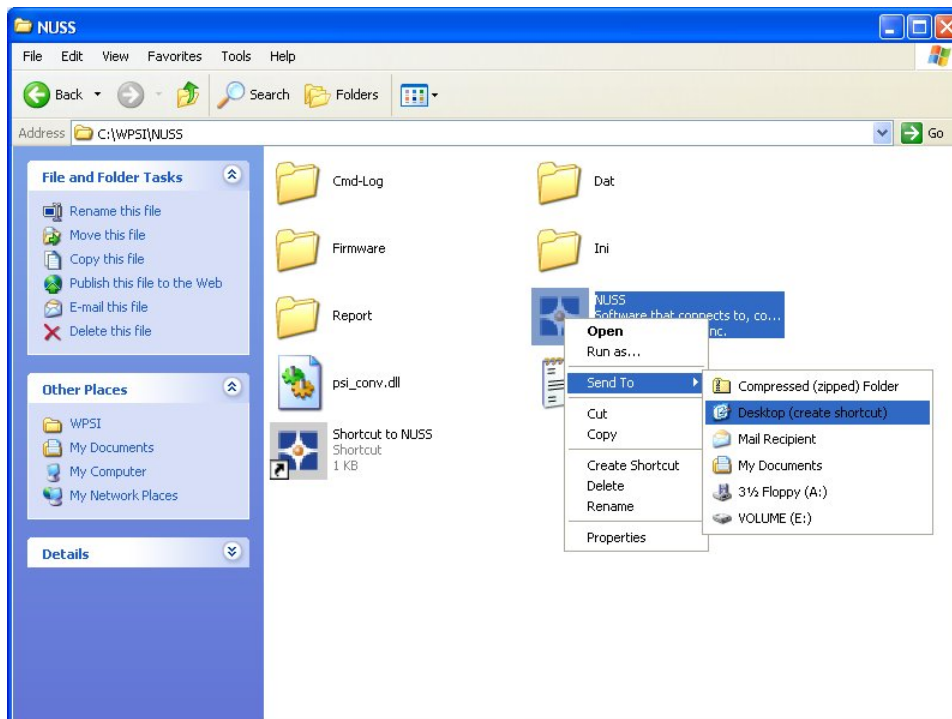 NUSS
File Edit View Favorites Tools Help
Back Search Folders
Address C:\WPSI\NUSS Go
File and Folder Tasks
Rename this file
Move this file
Copy this file
Publish this file to the Web
E-mail this file
Delete this file
Other Places
WPSI
My Documents
My Computer
My Network Places
Details
Cmd-Log
Dat
Firmware
Ini
Report
NUSS
Software that connects to, co...
nc.
psi_conv.dll
Shortcut to NUSS
Shortcut
1 KB
Open
Run as...
Send To
Cut
Copy
Create Shortcut
Delete
Rename
Properties
Compressed (zipped) Folder
Desktop (create shortcut)
Mail Recipient
My Documents
3½ Floppy (A:)
VOLUME (E:)